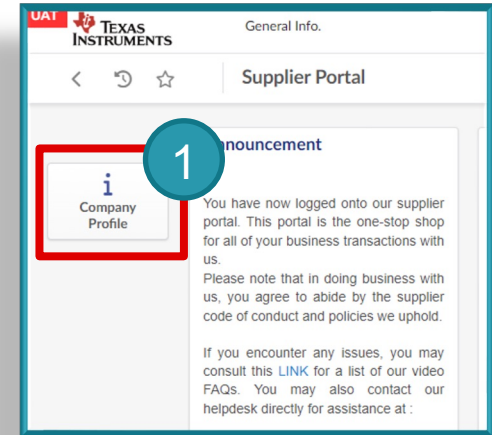 UAT
TEXAS
INSTRUMENTS
General Info.
Supplier Portal
1
nnouncement
i
Company
Profile
You have now logged onto our supplier
portal. This portal is the one-stop shop
for all of your business transactions with
us.
Please note that in doing business with
us, you agree to abide by the supplier
code of conduct and policies we uphold.
If you encounter any issues, you may
consult this LINK for a list of our video
FAQs. You may also contact our
helpdesk directly for assistance at :